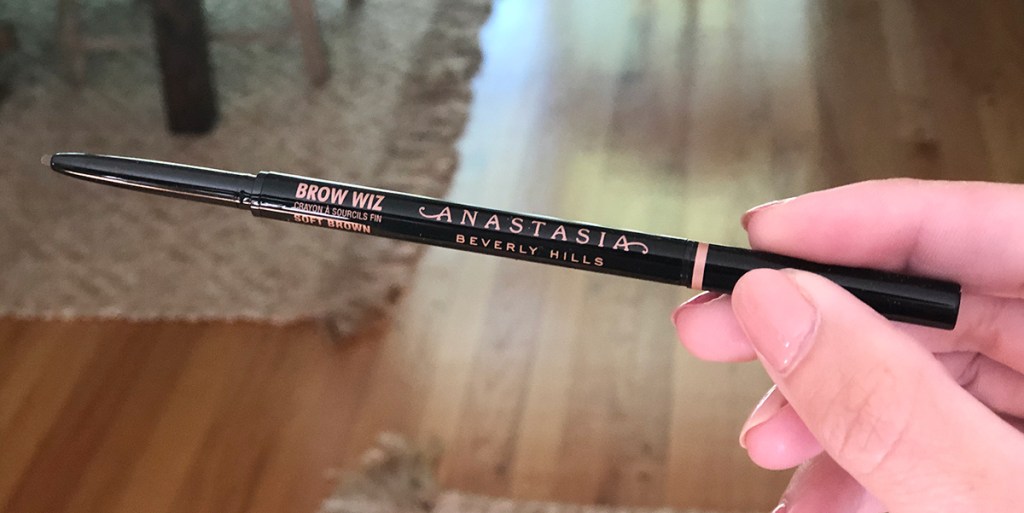 BROW WIZ
CRAYON À SOURCILS FIN
SOFT BROWN
ANASTASIA
BEVERLY HILLS